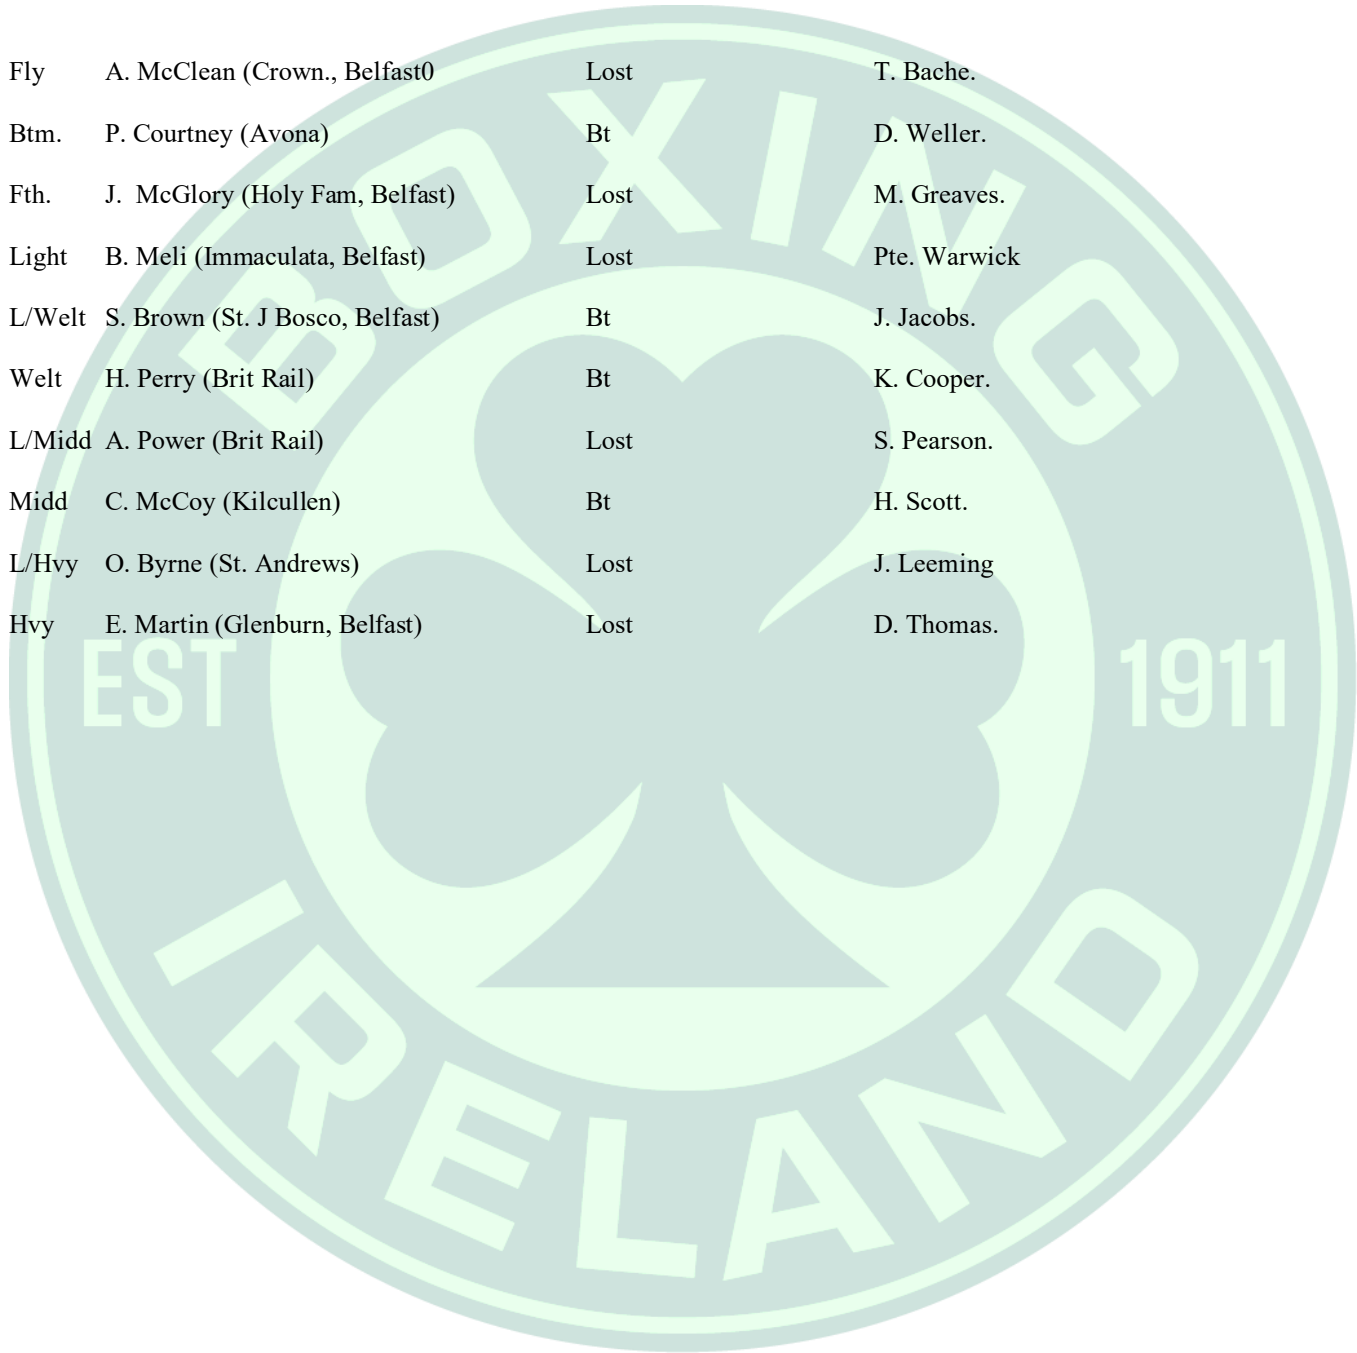 Fly A. McClean (Crown., Belfast0 Lost T. Bache.
Btm. P. Courtney (Avona) Bt D. Weller.
Fth. J. McGlory (Holy Fam, Belfast) Lost M. Greaves.
Light B. Meli (Immaculata, Belfast) Lost Pte. Warwick
L/Welt S. Brown (St. J Bosco, Belfast) Bt J. Jacobs.
Welt H. Perry (Brit Rail) Bt K. Cooper.
L/Midd A. Power (Brit Rail) Lost S. Pearson.
Midd C. McCoy (Kilcullen) Bt H. Scott.
L/Hvy O. Byrne (St. Andrews) Lost J. Leeming
Hvy E. Martin (Glenburn, Belfast) Lost D. Thomas.
BOXING
EST 1911
IRELAND